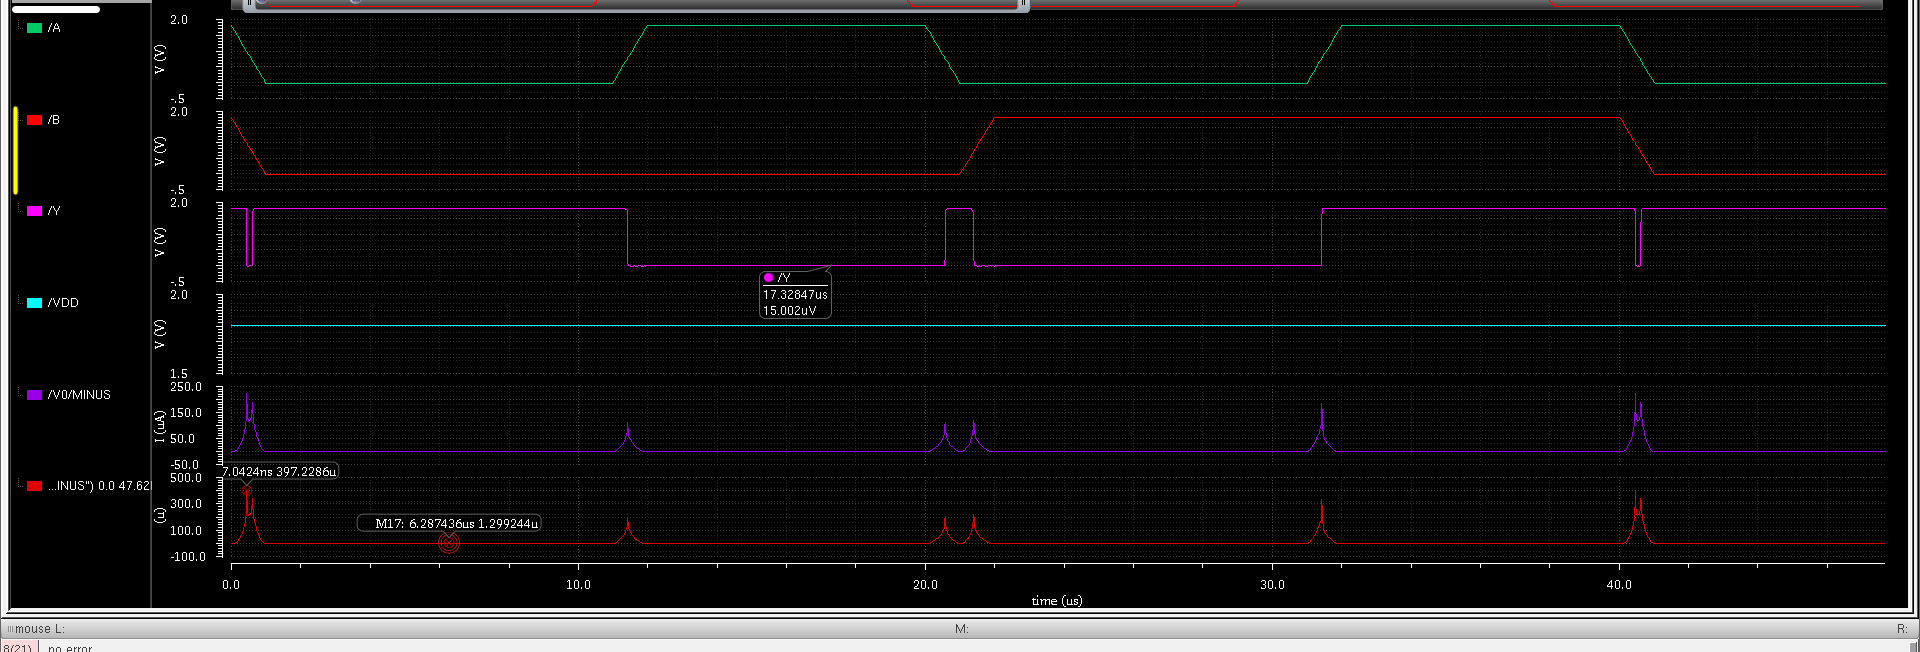 /A
2.0
V (V)
-.5
/B
2.0
V (V)
-.5
/Y
2.0
V (V)
-.5
/Y
17.32847us
15.002uV
/VDD
2.0
V (V)
1.5
/V0/MINUS
250.0
150.0
50.0
-50.0
I (uA)
7.0424ns 397.2286u
...INUS") 0.0 47.62
500.0
300.0
100.0
-100.0
(u)
M17: 6.287436us 1.299244u
0.0 10.0 20.0 30.0 40.0
time (us)
mouse L: M: R:
8(21) no error